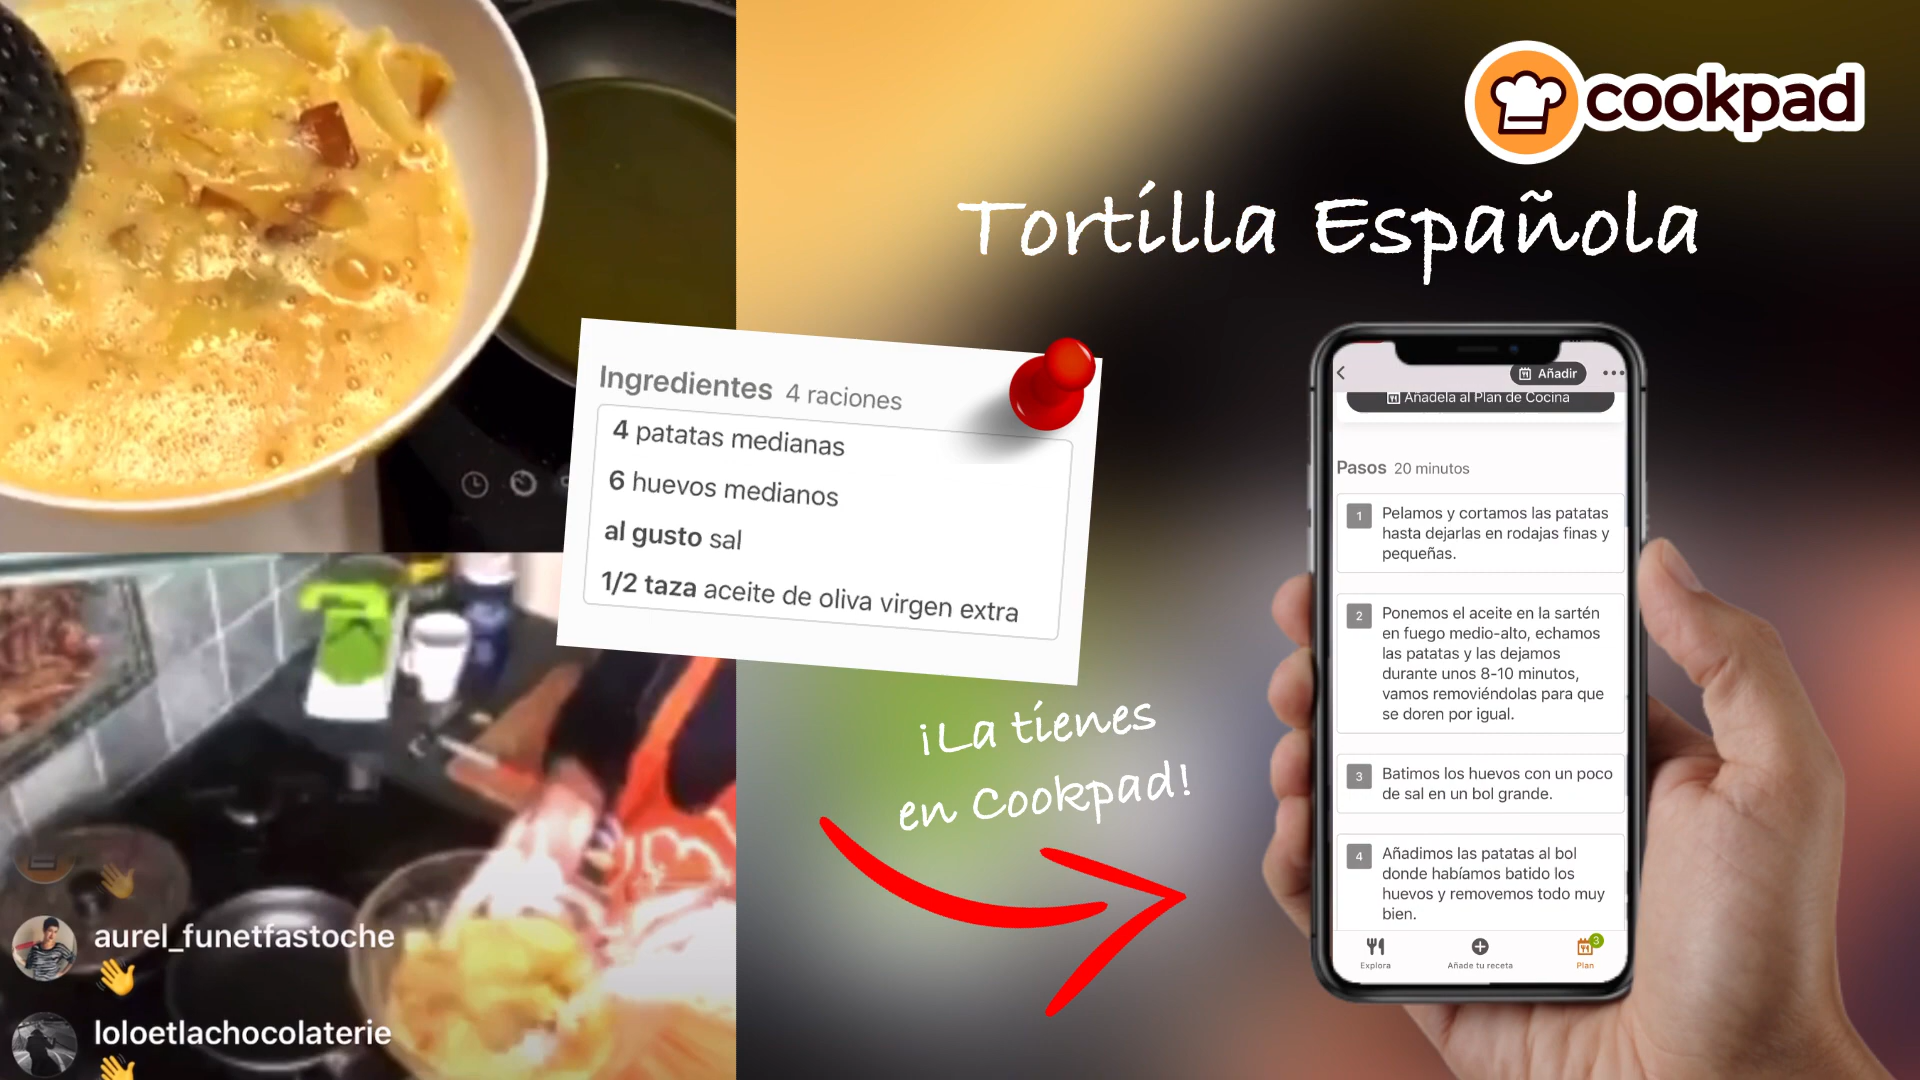 cookpad
Tortilla Española
Ingredientes 4 raciones
4 patatas medianas
6 huevos medianos
al gusto sal
1/2 taza aceite de oliva virgen extra
¡La tienes
en Cookpad!
Añadir
Añadela al Plan de Cocina
Pasos 20 minutos
1
Pelamos y cortamos las patatas
hasta dejarlas en rodajas finas y
pequeñas.
2
Ponemos el aceite en la sartén
en fuego medio-alto, echamos
las patatas y las dejamos
durante unos 8-10 minutos,
vamos removiéndolas para que
se doren por igual.
3
Batimos los huevos con un poco
de sal en un bol grande.
4
Añadimos las patatas al bol
donde habíamos batido los
huevos y removemos todo muy
bien.
3
Explora
Añade tu receta
Plan
aurel_funetfastoche
loloetlachocolaterie